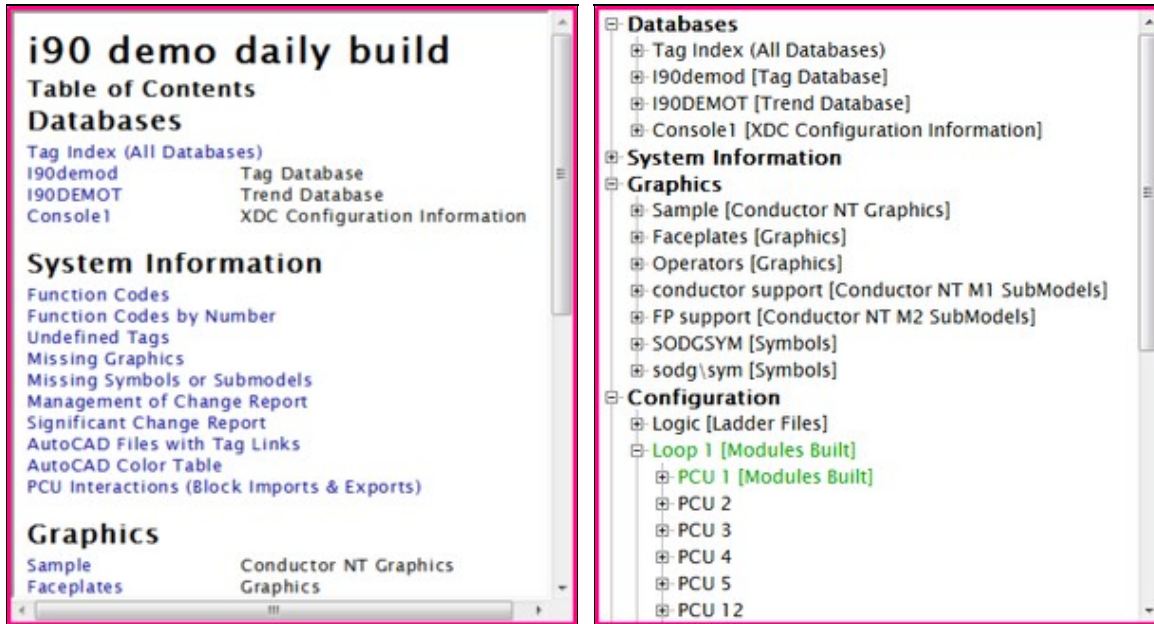 i90 demo daily build
Table of Contents
Databases
Tag Index (All Databases)
I90demod Tag Database
I90DEMOT Trend Database
Console1 XDC Configuration Information
System Information
Function Codes
Function Codes by Number
Undefined Tags
Missing Graphics
Missing Symbols or Submodels
Management of Change Report
Significant Change Report
AutoCAD Files with Tag Links
AutoCAD Color Table
PCU Interactions (Block Imports & Exports)
Graphics
Sample Conductor NT Graphics
Faceplates Graphics
Databases
Tag Index (All Databases)
I90demod [Tag Database]
I90DEMOT [Trend Database]
Console1 [XDC Configuration Information]
System Information
Graphics
Sample [Conductor NT Graphics]
Faceplates [Graphics]
Operators [Graphics]
conductor support [Conductor NT M1 SubModels]
FP support [Conductor NT M2 SubModels]
SODGSYM [Symbols]
sodg\sym [Symbols]
Configuration
Logic [Ladder Files]
Loop 1 [Modules Built]
PCU 1 [Modules Built]
PCU 2
PCU 3
PCU 4
PCU 5
PCU 12